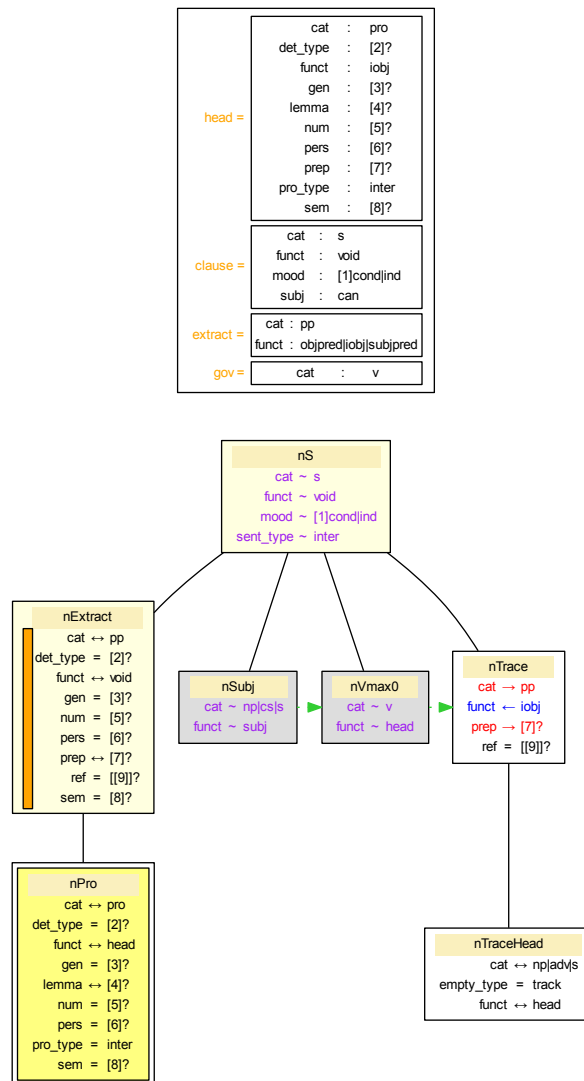 head =
cat : pro
det_type : [2]?
funct : iobj
gen : [3]?
lemma : [4]?
num : [5]?
pers : [6]?
prep : [7]?
pro_type : inter
sem : [8]?
clause =
cat : s
funct : void
mood : [1]cond|ind
subj : can
extract =
cat : pp
funct : objpred|iobj|subjpred
gov =
cat : v
nS
cat ~ s
funct ~ void
mood ~ [1]cond|ind
sent_type ~ inter
nExtract
cat ↔ pp
det_type = [2]?
funct ↔ void
gen = [3]?
num = [5]?
pers = [6]?
prep ↔ [7]?
ref = [[9]]?
sem = [8]?
nSubj
cat ~ np|cs|s
funct ~ subj
nVmax0
cat ~ v
funct ~ head
nTrace
cat → pp
funct ← iobj
prep → [7]?
ref = [[9]]?
nPro
cat ↔ pro
det_type = [2]?
funct ↔ head
gen = [3]?
lemma ↔ [4]?
num = [5]?
pers = [6]?
pro_type = inter
sem = [8]?
nTraceHead
cat ↔ np|adv|s
empty_type = track
funct ↔ head